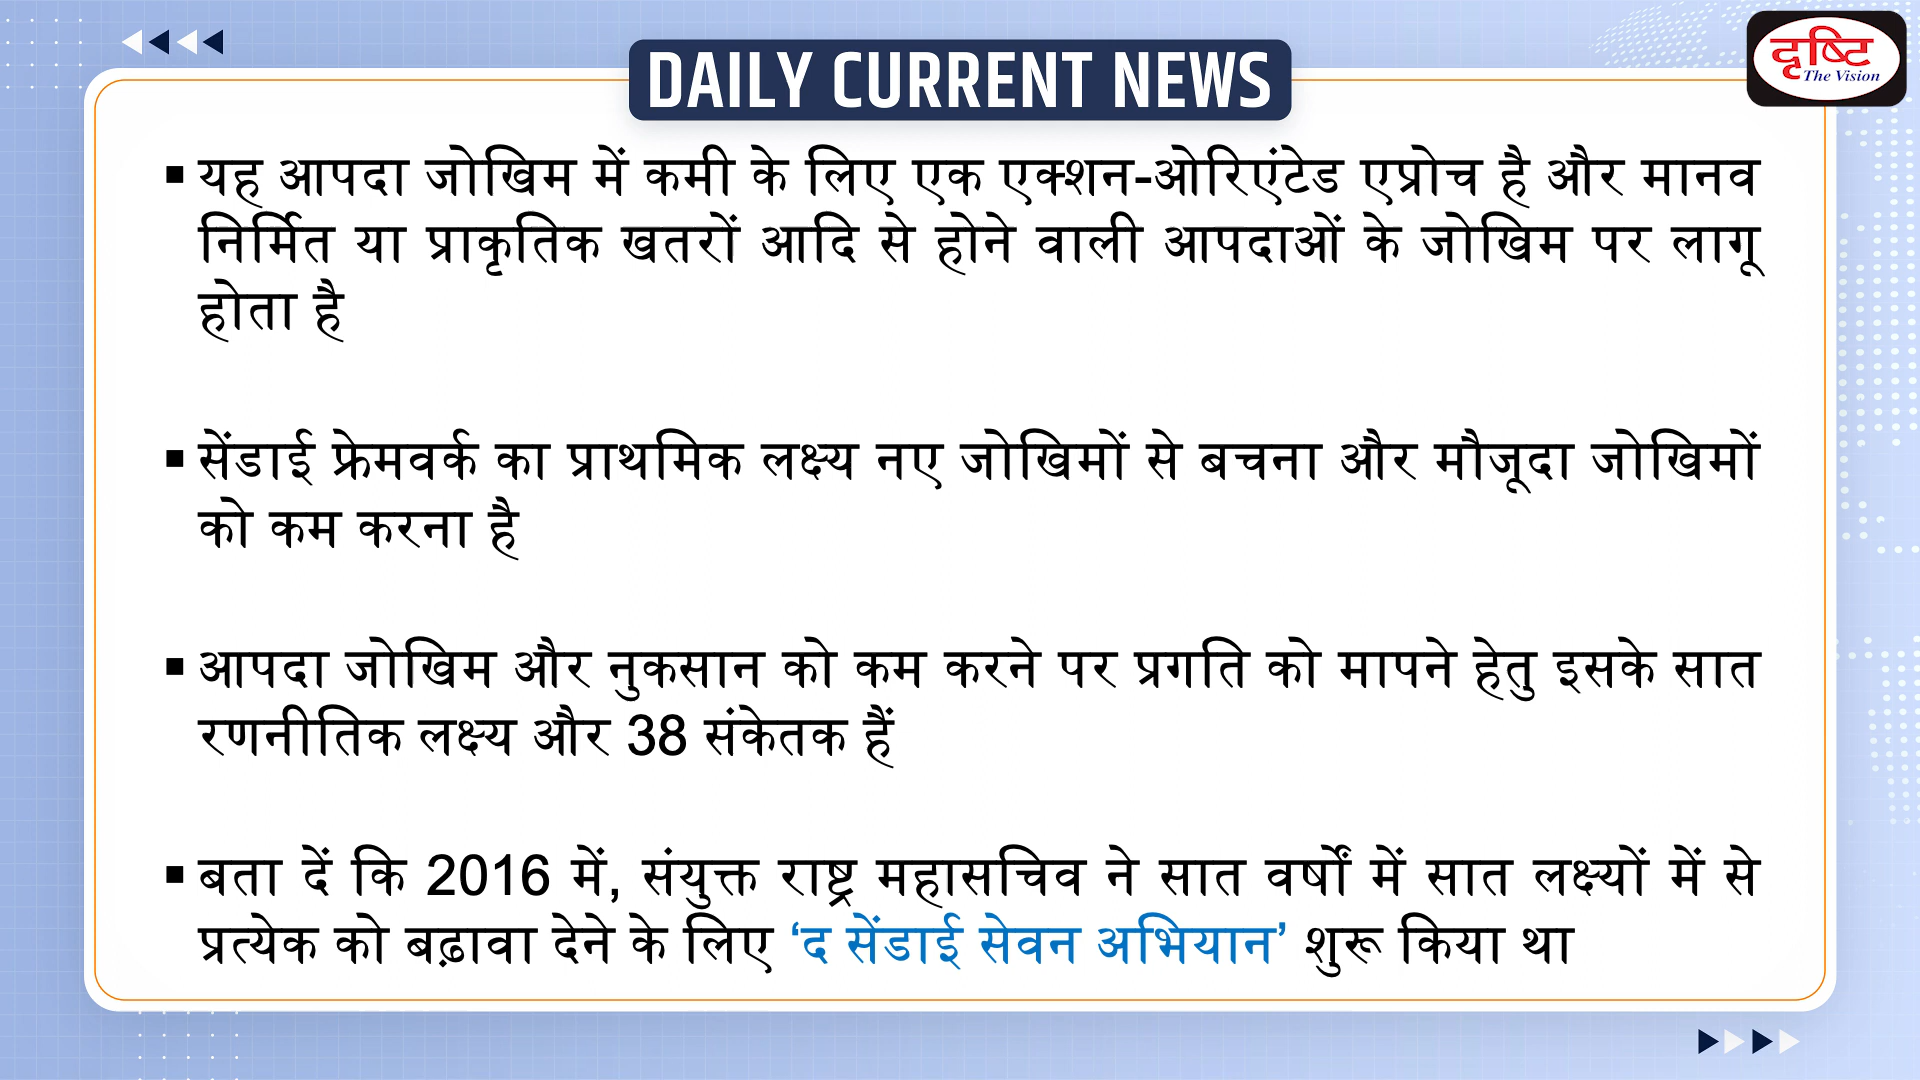 DAILY CURRENT NEWS
दृष्टि
The Vision
▪ यह आपदा जोखिम में कमी के लिए एक एक्शन-ओरिएंटेड एप्रोच है और मानव
निर्मित या प्राकृतिक खतरों आदि से होने वाली आपदाओं के जोखिम पर लागू
होता है
▪ सेंडाई फ्रेमवर्क का प्राथमिक लक्ष्य नए जोखिमों से बचना और मौजूदा जोखिमों
को कम करना है
▪ आपदा जोखिम और नुकसान को कम करने पर प्रगति को मापने हेतु इसके सात
रणनीतिक लक्ष्य और 38 संकेतक हैं
▪ बता दें कि 2016 में, संयुक्त राष्ट्र महासचिव ने सात वर्षों में सात लक्ष्यों में से
प्रत्येक को बढ़ावा देने के लिए ‘द सेंडाई सेवन अभियान’ शुरू किया था